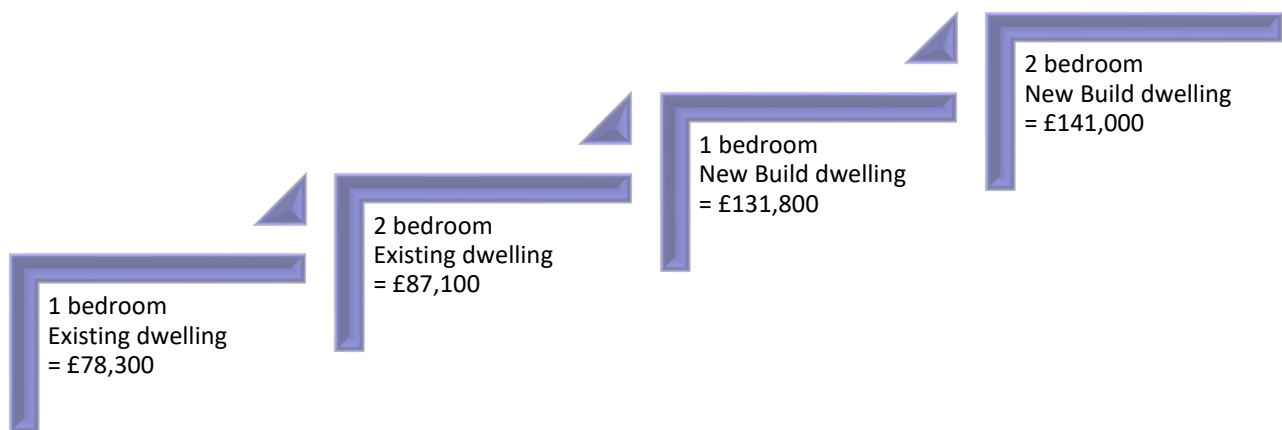 2 bedroom
New Build dwelling
= £141,000
1 bedroom
New Build dwelling
= £131,800
2 bedroom
Existing dwelling
= £87,100
1 bedroom
Existing dwelling
= £78,300